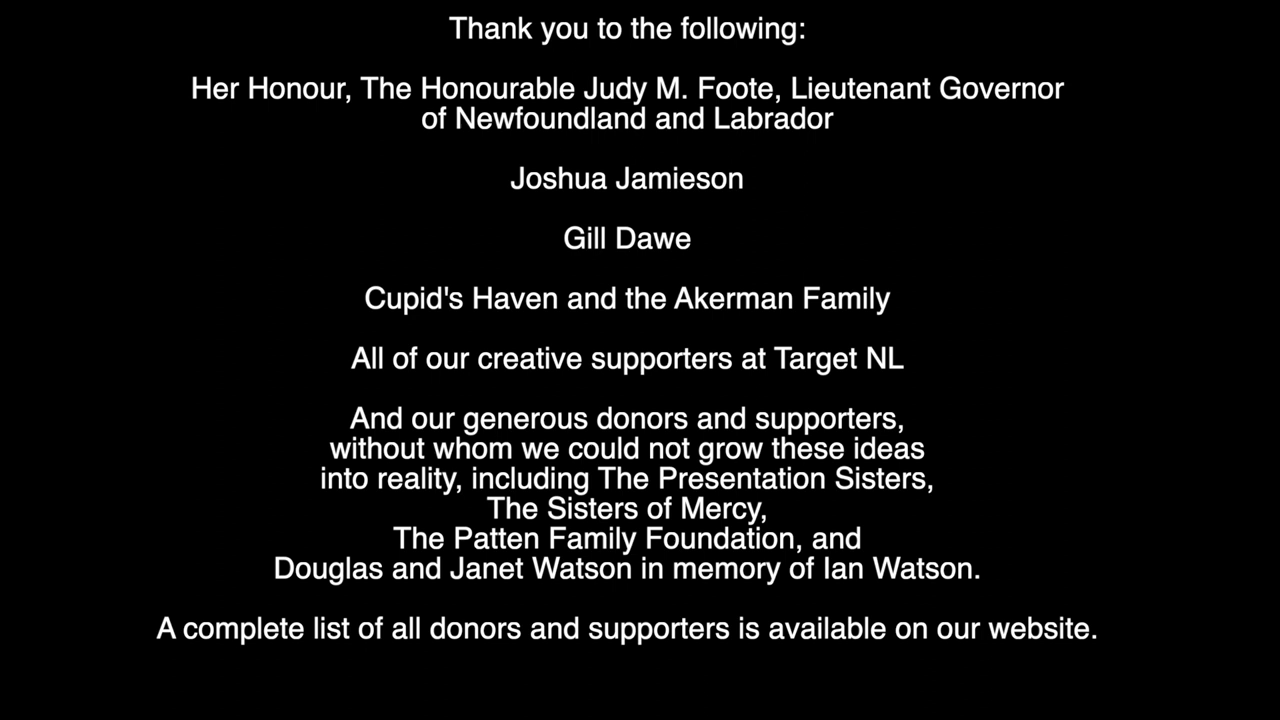 Thank you to the following:
Her Honour, The Honourable Judy M. Foote, Lieutenant Governor
of Newfoundland and Labrador
Joshua Jamieson
Gill Dawe
Cupid's Haven and the Akerman Family
All of our creative supporters at Target NL
And our generous donors and supporters,
without whom we could not grow these ideas
into reality, including The Presentation Sisters,
The Sisters of Mercy,
The Patten Family Foundation, and
Douglas and Janet Watson in memory of Ian Watson.
A complete list of all donors and supporters is available on our website.